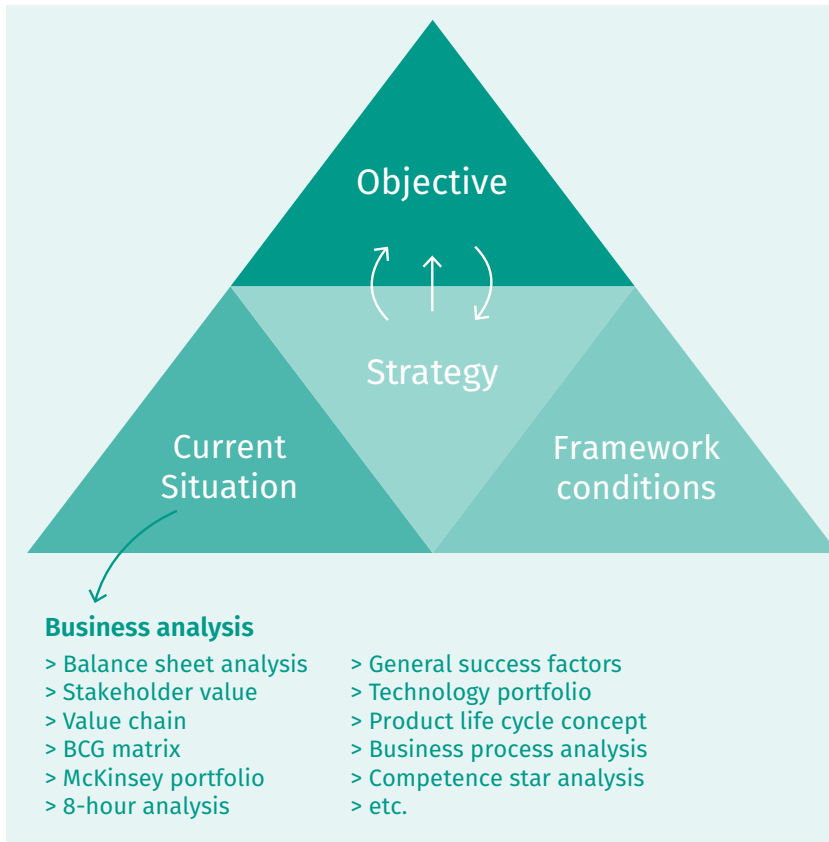 Objective
Strategy
Current
Situation
Framework
conditions
Business analysis
> Balance sheet analysis
> Stakeholder value
> Value chain
> BCG matrix
> McKinsey portfolio
> 8-hour analysis
> General success factors
> Technology portfolio
> Product life cycle concept
> Business process analysis
> Competence star analysis
> etc.